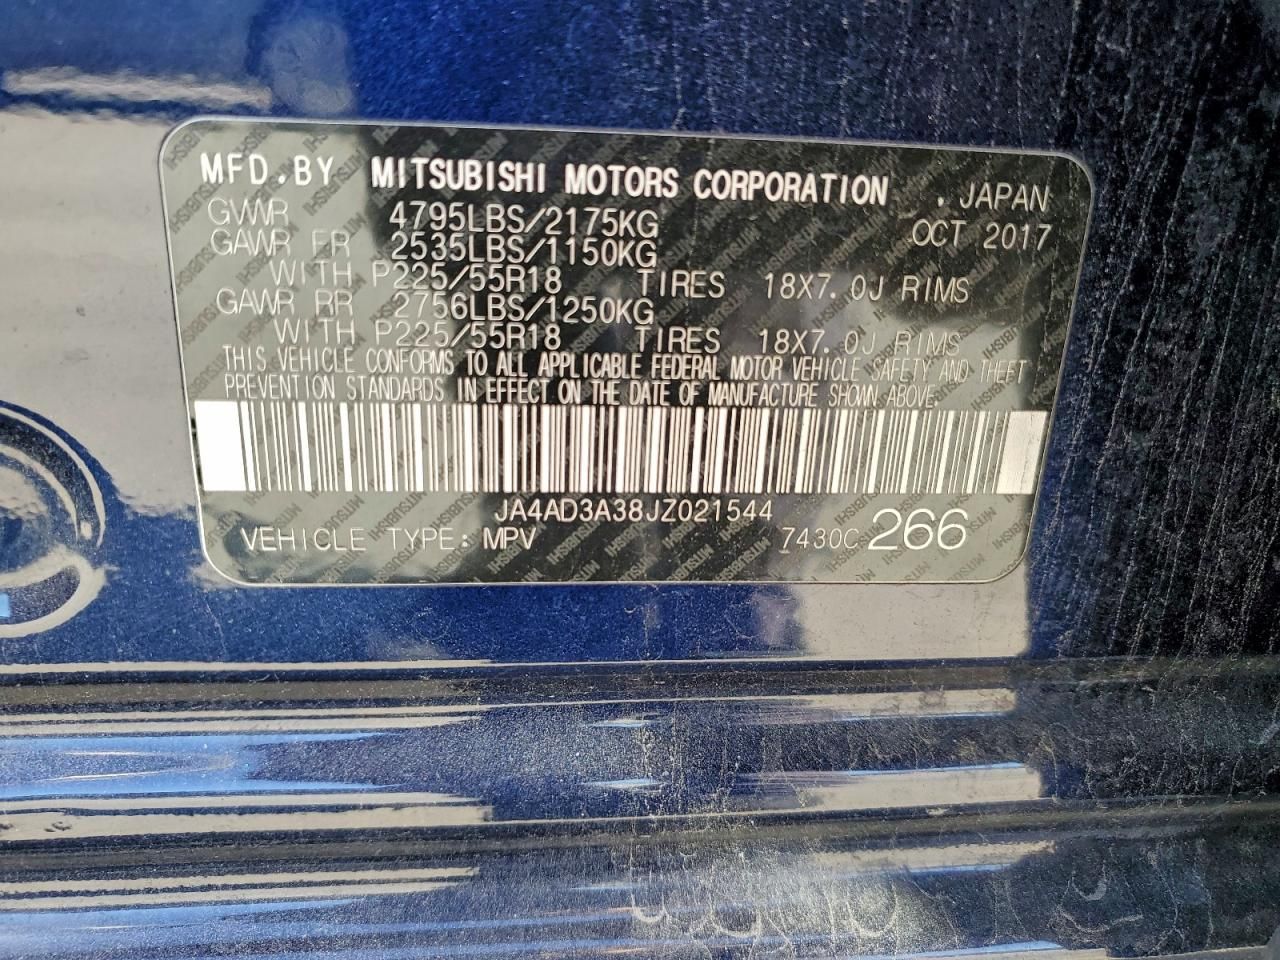 MFD.BY MITSUBISHI MOTORS CORPORATION . JAPAN
GVWR 4795LBS/2175KG OCT 2017
GAWR FR 2535LBS/1150KG
WITH P225/55R18 TIRES 18X7.0J RIMS
GAWR RR 2756LBS/1250KG
WITH P225/55R18 TIRES 18X7.0J RIMS
THIS VEHICLE CONFORMS TO ALL APPLICABLE FEDERAL MOTOR VEHICLE SAFETY AND THEFT
PREVENTION STANDARDS IN EFFECT ON THE DATE OF MANUFACTURE SHOWN ABOVE.
JA4AD3A38JZ021544
VEHICLE TYPE: MPV 7430C 266